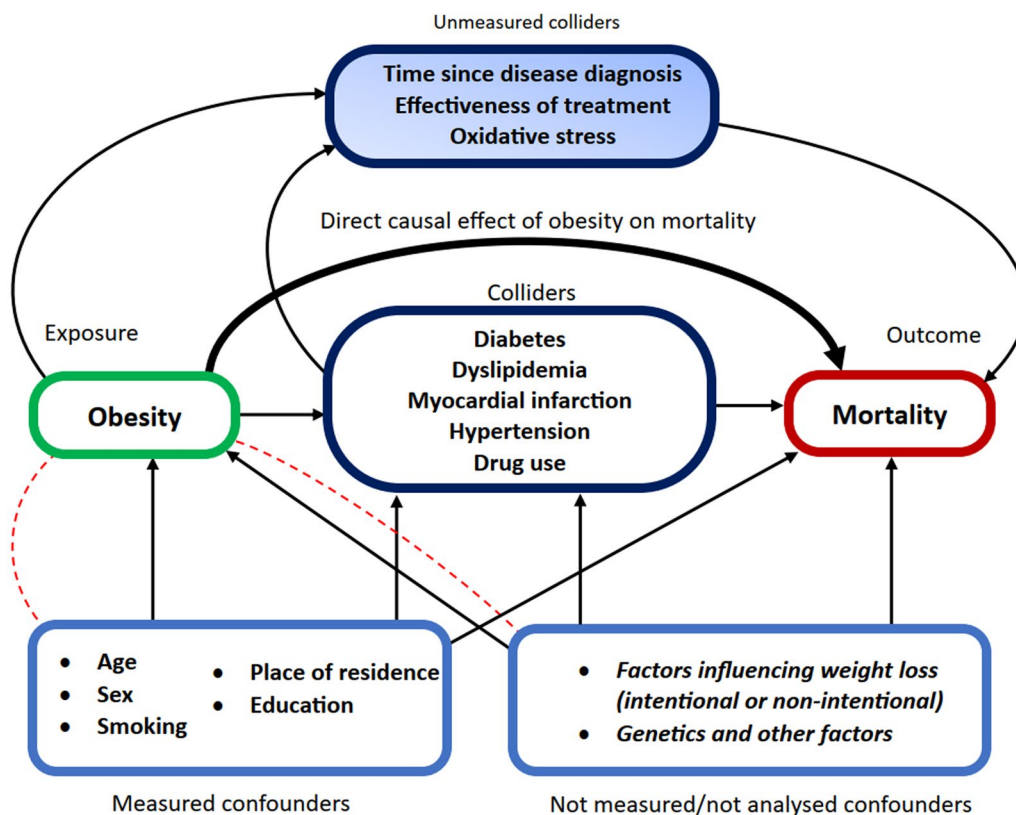 Unmeasured colliders
Time since disease diagnosis
Effectiveness of treatment
Oxidative stress
Direct causal effect of obesity on mortality
Colliders
Exposure
Outcome
Diabetes
Dyslipidemia
Myocardial infarction
Hypertension
Drug use
Obesity
Mortality
• Age
• Sex
• Smoking
• Place of residence
• Education
• Factors influencing weight loss
(intentional or non-intentional)
• Genetics and other factors
Measured confounders
Not measured/not analysed confounders